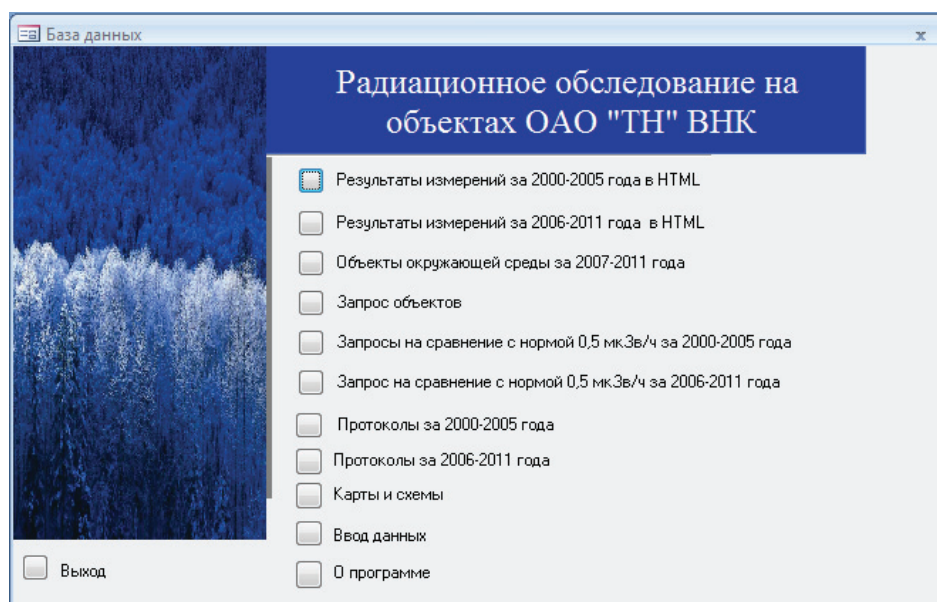 База данных
Радиационное обследование на
объектах ОАО "ТН" ВНК
Результаты измерений за 2000-2005 года в HTML
Результаты измерений за 2006-2011 года в HTML
Объекты окружающей среды за 2007-2011 года
Запрос объектов
Запросы на сравнение с нормой 0,5 мкЗв/ч за 2000-2005 года
Запрос на сравнение с нормой 0,5 мкЗв/ч за 2006-2011 года
Протоколы за 2000-2005 года
Протоколы за 2006-2011 года
Карты и схемы
Ввод данных
О программе
Выход